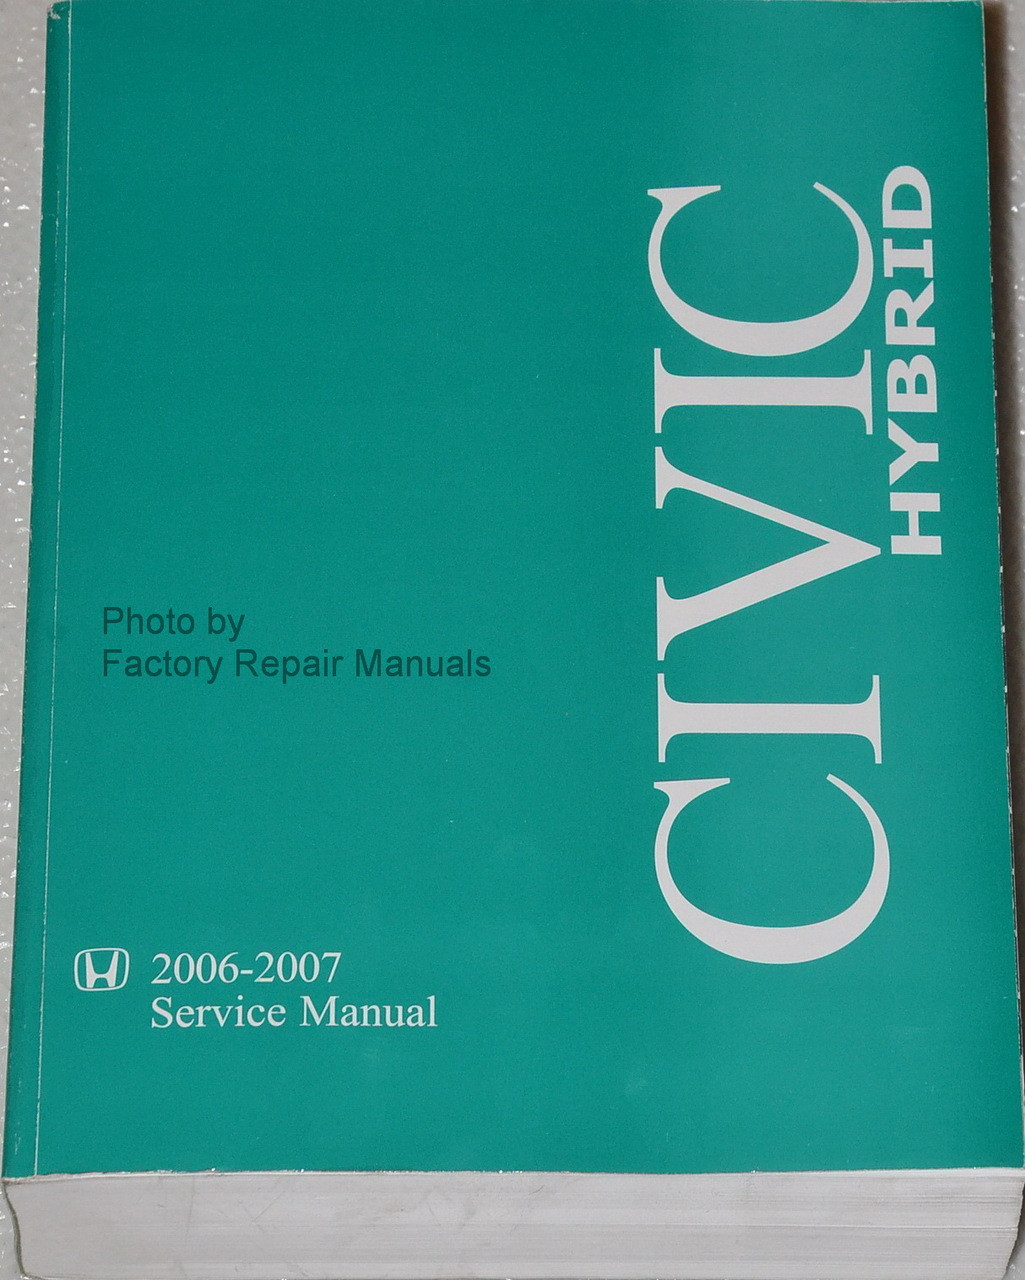 CIVIC
HYBRID
Photo by
Factory Repair Manuals
2006-2007
Service Manual